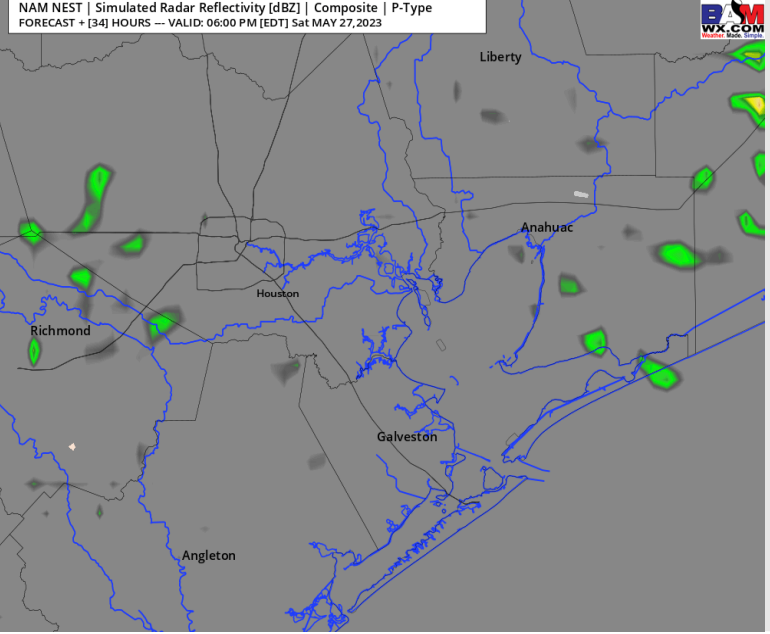 NAM NEST | Simulated Radar Reflectivity [dBZ] | Composite | P-Type
FORECAST + [34] HOURS --- VALID: 06:00 PM [EDT] Sat MAY 27,2023
BAM
WX.COM
Weather. Made. Simple.
Liberty
Anahuac
Houston
Richmond
Galveston
Angleton